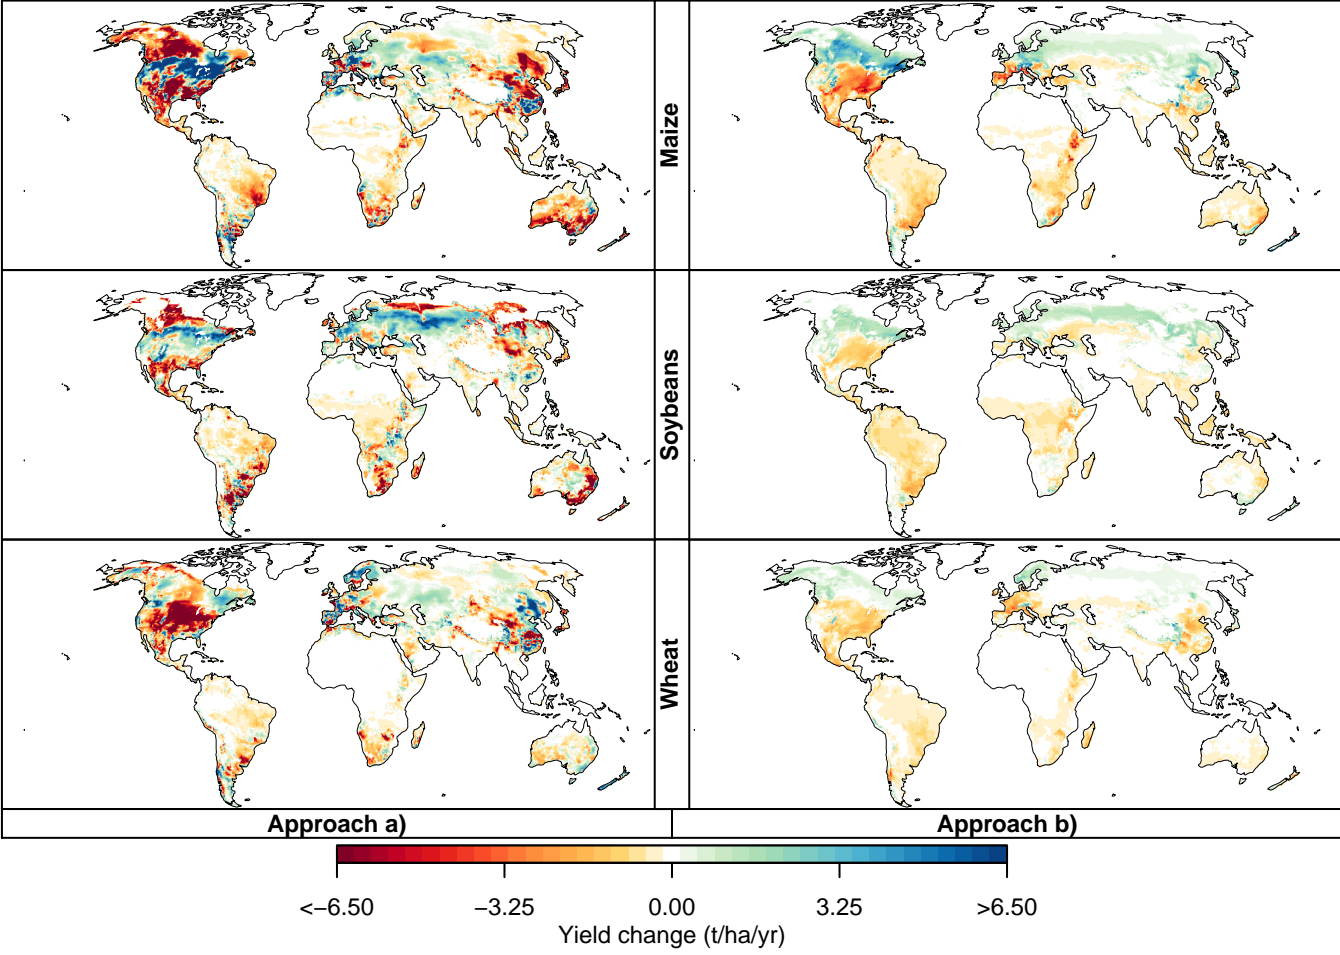 Maize
Soybeans
Wheat
Approach a)
Approach b)
<−6.50
−3.25
0.00
3.25
>6.50
Yield change (t/ha/yr)